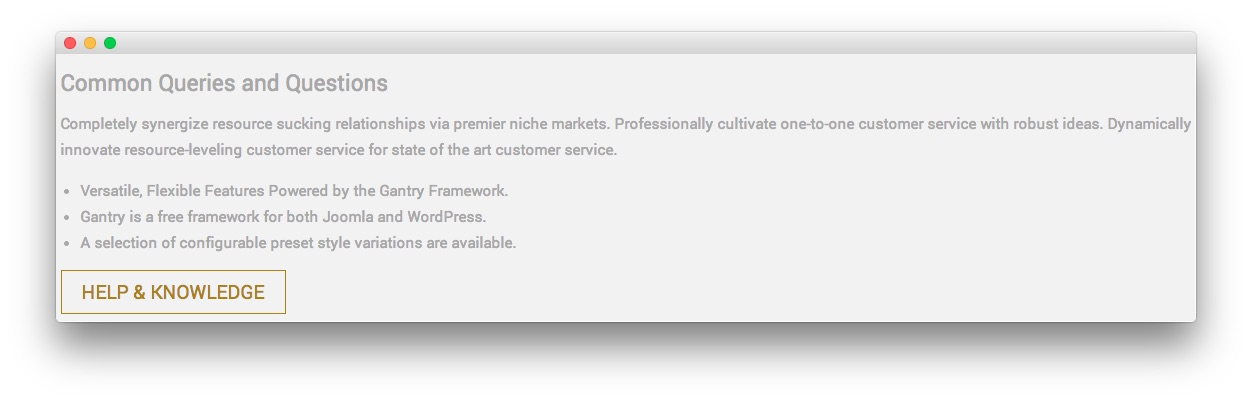 Common Queries and Questions
Completely synergize resource sucking relationships via premier niche markets. Professionally cultivate one-to-one customer service with robust ideas. Dynamically
innovate resource-leveling customer service for state of the art customer service.
• Versatile, Flexible Features Powered by the Gantry Framework.
• Gantry is a free framework for both Joomla and WordPress.
• A selection of configurable preset style variations are available.
HELP & KNOWLEDGE